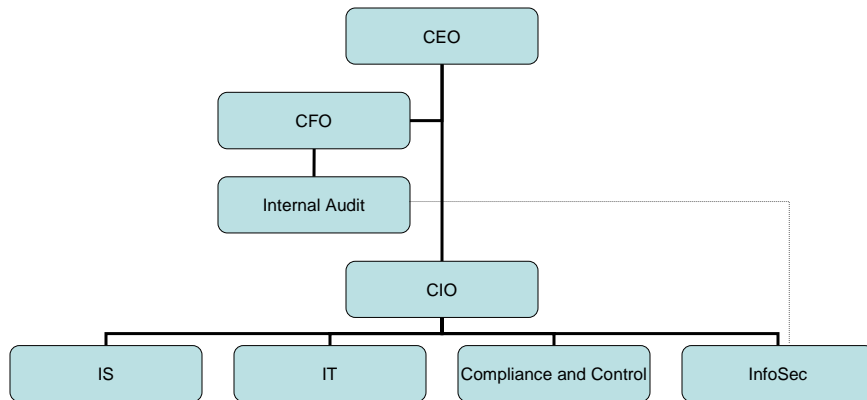 CEO
CFO
Internal Audit
CIO
IS
IT
Compliance and Control
InfoSec